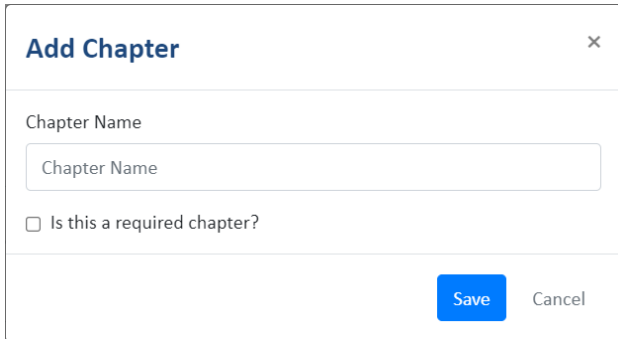 Add Chapter ×
Chapter Name
Chapter Name
Is this a required chapter?
Save Cancel